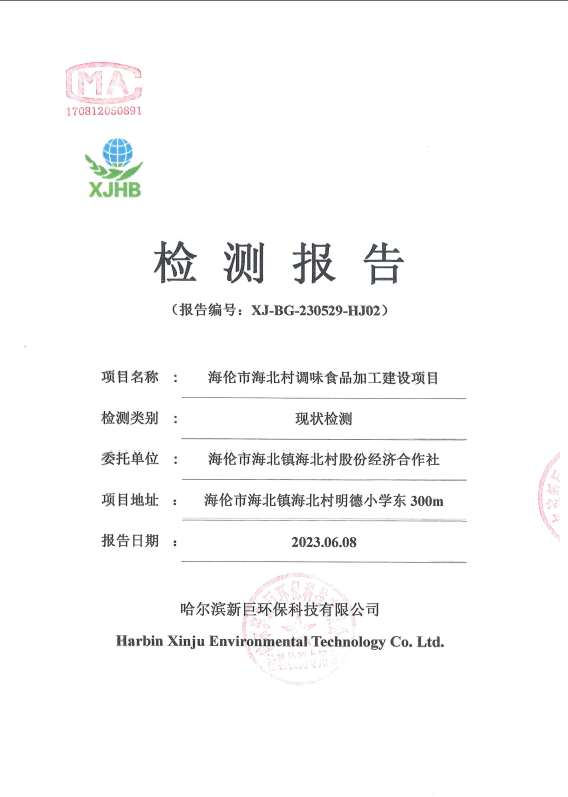 MA
170812050891
XJHB
检测报告
（报告编号：XJ-BG-230529-HJ02）
项目名称 ： 海伦市海北村调味食品加工建设项目
检测类别 ： 现状检测
委托单位 ： 海伦市海北镇海北村股份经济合作社
项目地址 ： 海伦市海北镇海北村明德小学东 300m
报告日期 ： 2023.06.08
哈尔滨新巨环保科技有限公司
Harbin Xinju Environmental Technology Co. Ltd.